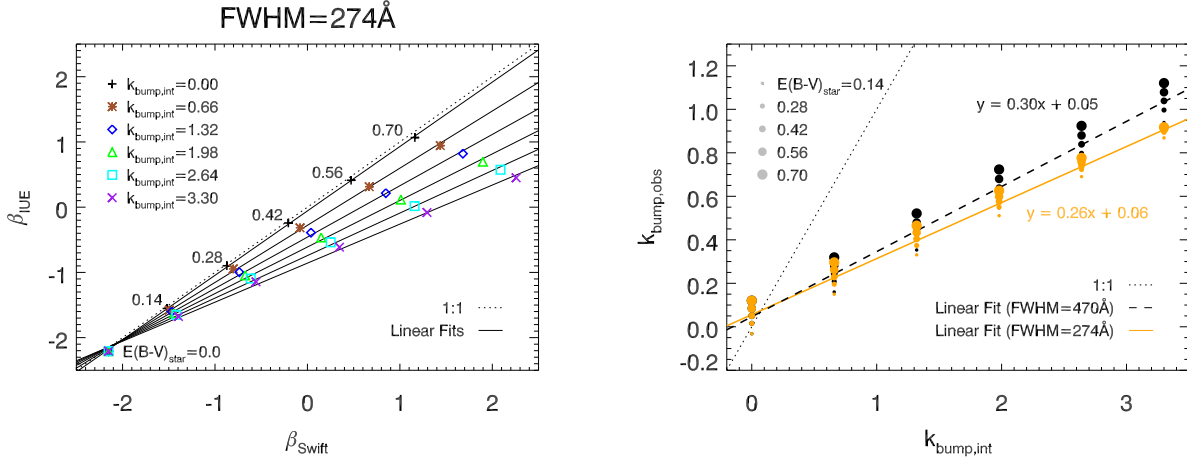 FWHM=274Å
2
1
0
-1
-2
β_IUE
k_bump,int=0.00
k_bump,int=0.66
k_bump,int=1.32
k_bump,int=1.98
k_bump,int=2.64
k_bump,int=3.30
0.70
0.56
0.42
0.28
0.14
E(B-V)_star=0.0
1:1
Linear Fits
-2 -1 0 1 2
β_Swift
1.2
1.0
0.8
0.6
0.4
0.2
0.0
-0.2
k_bump,obs
E(B-V)_star=0.14
0.28
0.42
0.56
0.70
y = 0.30x + 0.05
y = 0.26x + 0.06
1:1
Linear Fit (FWHM=470Å)
Linear Fit (FWHM=274Å)
0 1 2 3
k_bump,int